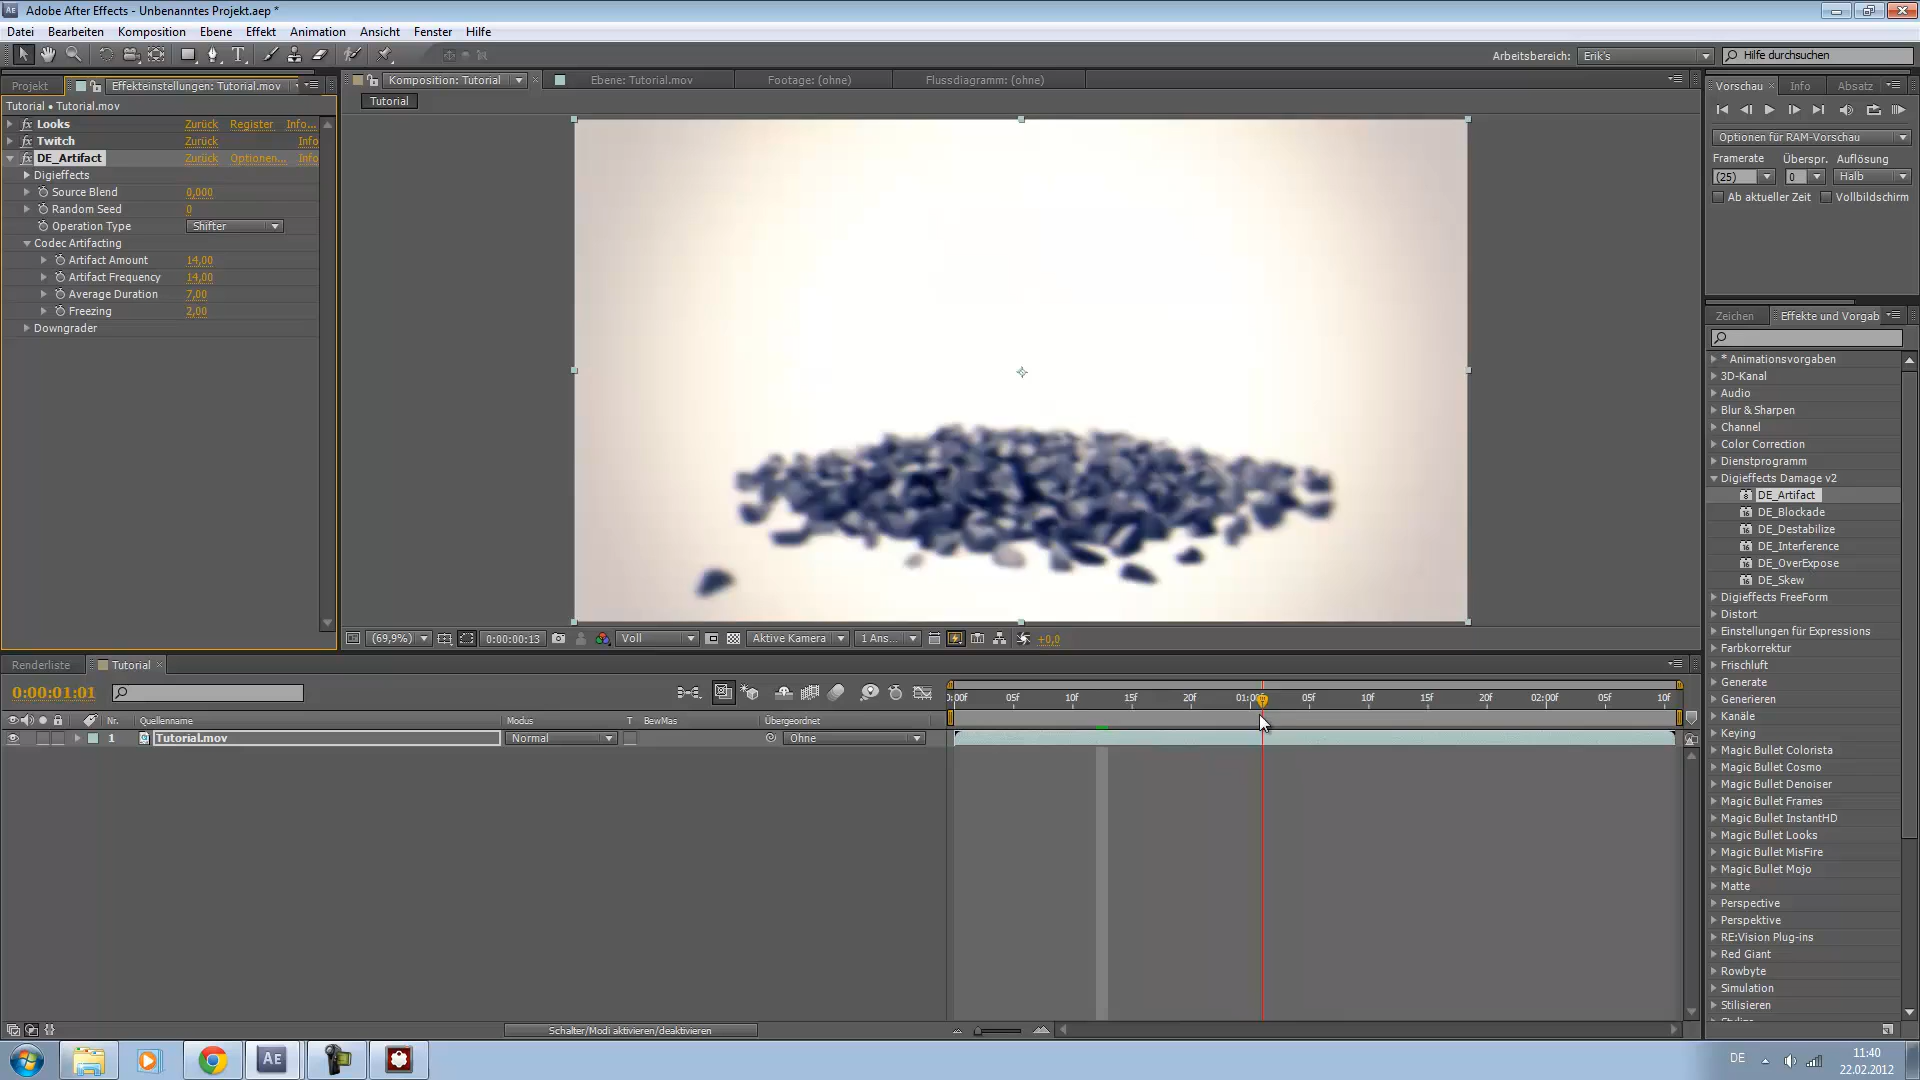 Adobe After Effects - Unbenanntes Projekt.aep *
Datei Bearbeiten Komposition Ebene Effekt Animation Ansicht Fenster Hilfe
Arbeitsbereich: Erik's Hilfe durchsuchen
Projekt Effekteinstellungen: Tutorial.mov
Komposition: Tutorial Ebene: Tutorial.mov Footage: (ohne) Flussdiagramm: (ohne)
Vorschau Info Absatz
Tutorial
Tutorial • Tutorial.mov
Looks Zurück Register Info...
Twitch Zurück Info
DE_Artifact Zurück Optionen... Info
Digieffects
Source Blend 0,000
Random Seed 0
Operation Type Shifter
Codec Artifacting
Artifact Amount 14,00
Artifact Frequency 14,00
Average Duration 7,00
Freezing 2,00
Downgrader
(69,9%) 0:00:00:13 Voll Aktive Kamera 1 Ans... +0,0
Optionen für RAM-Vorschau
Framerate Überspr. Auflösung
(25) 0 Halb
Ab aktueller Zeit Vollbildschirm
Zeichen Effekte und Vorgab
* Animationsvorgaben
3D-Kanal
Audio
Blur & Sharpen
Channel
Color Correction
Dienstprogramm
Digieffects Damage v2
DE_Artifact
DE_Blockade
DE_Destabilize
DE_Interference
DE_OverExpose
DE_Skew
Digieffects FreeForm
Distort
Einstellungen für Expressions
Farbkorrektur
Frischluft
Generate
Generieren
Kanäle
Keying
Magic Bullet Colorista
Magic Bullet Cosmo
Magic Bullet Denoiser
Magic Bullet Frames
Magic Bullet InstantHD
Magic Bullet Looks
Magic Bullet MisFire
Magic Bullet Mojo
Matte
Perspective
Perspektive
RE:Vision Plug-ins
Red Giant
Rowbyte
Simulation
Stilisieren
Renderliste Tutorial
0:00:01:01
:00f 05f 10f 15f 20f 01:00f 05f 10f 15f 20f 02:00f 05f 10f
Nr. Quellenname Modus T BewMas Übergeordnet
1 Tutorial.mov Normal Ohne
Schalter/Modi aktivieren/deaktivieren
AE DE 11:40
22.02.2012